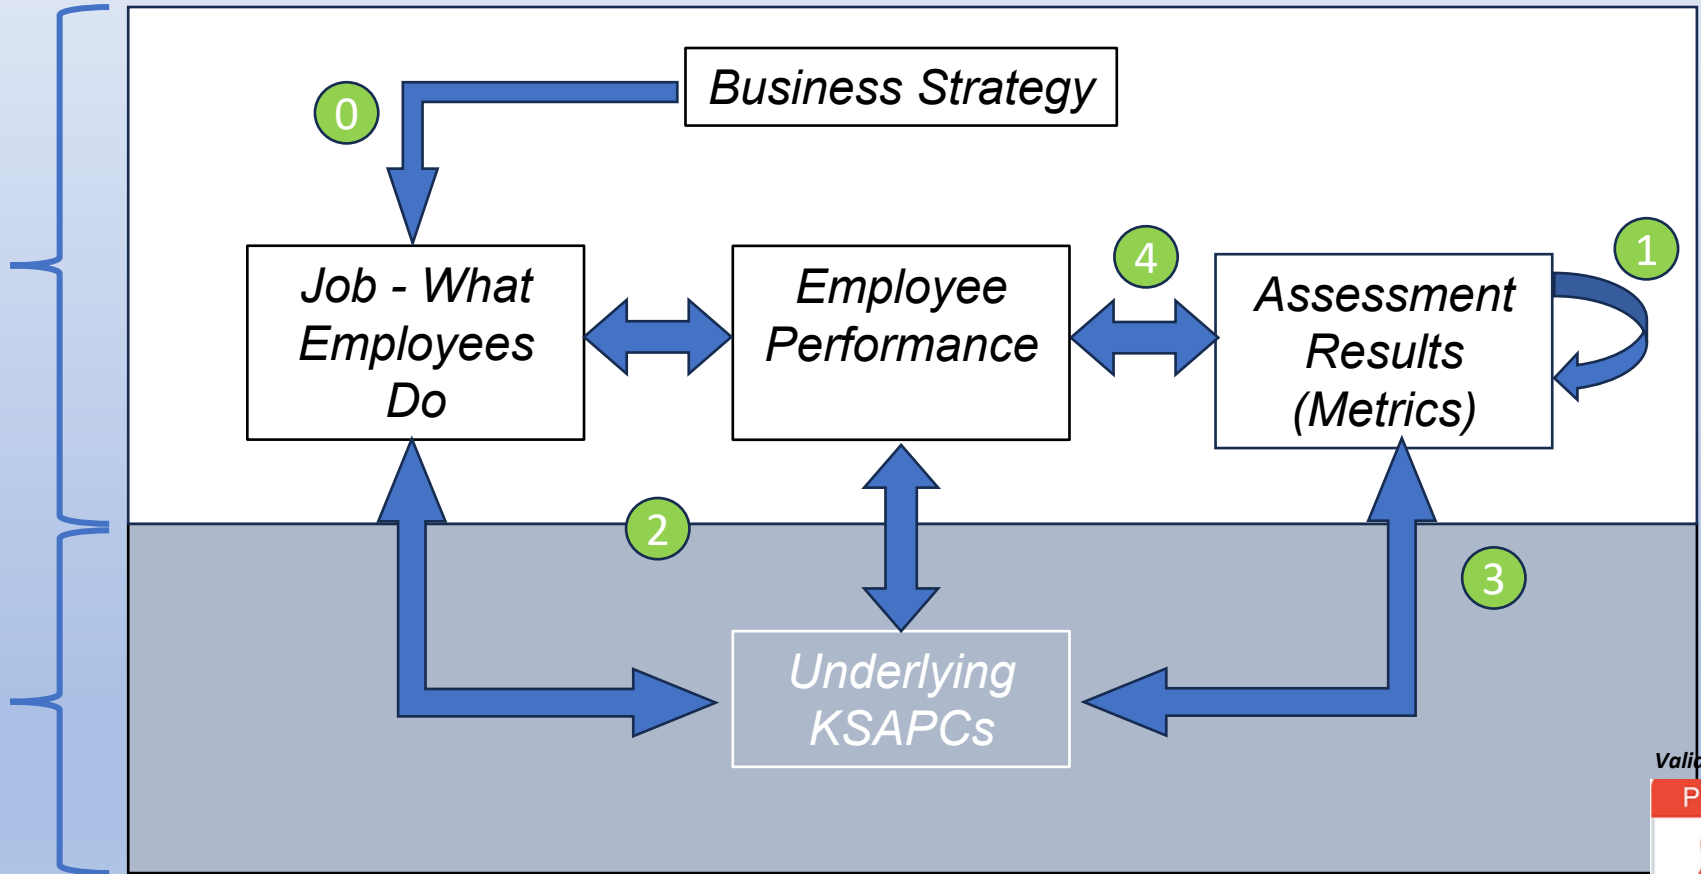 Business Strategy
0
Job - What
Employees
Do
Employee
Performance
4
Assessment
Results
(Metrics)
1
2
3
Underlying
KSAPCs